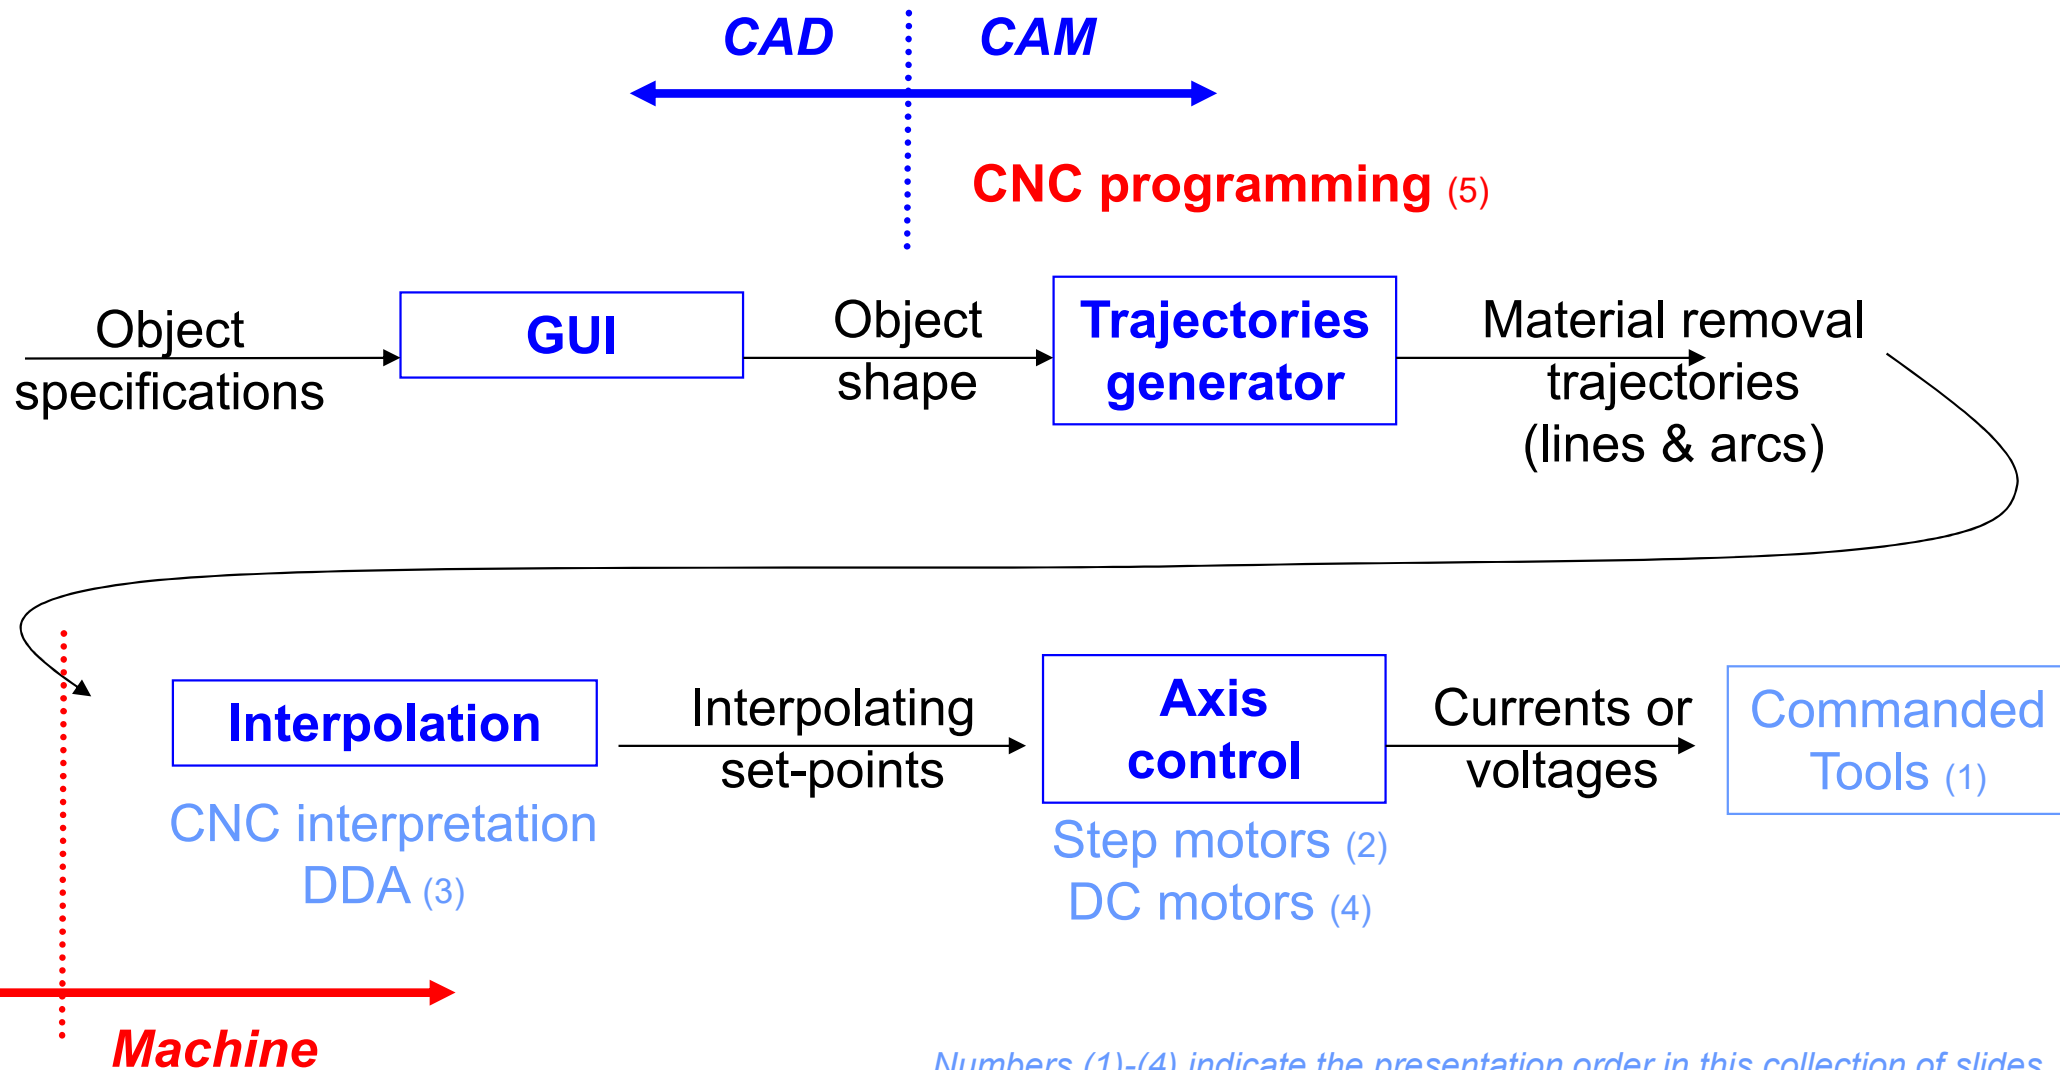 CAD
CAM
CNC programming (5)
Object
specifications
GUI
Object
shape
Trajectories
generator
Material removal
trajectories
(lines & arcs)
Interpolation
CNC interpretation
DDA (3)
Interpolating
set-points
Axis
control
Step motors (2)
DC motors (4)
Currents or
voltages
Commanded
Tools (1)
Machine
Numbers (1)-(4) indicate the presentation order in this collection of slides